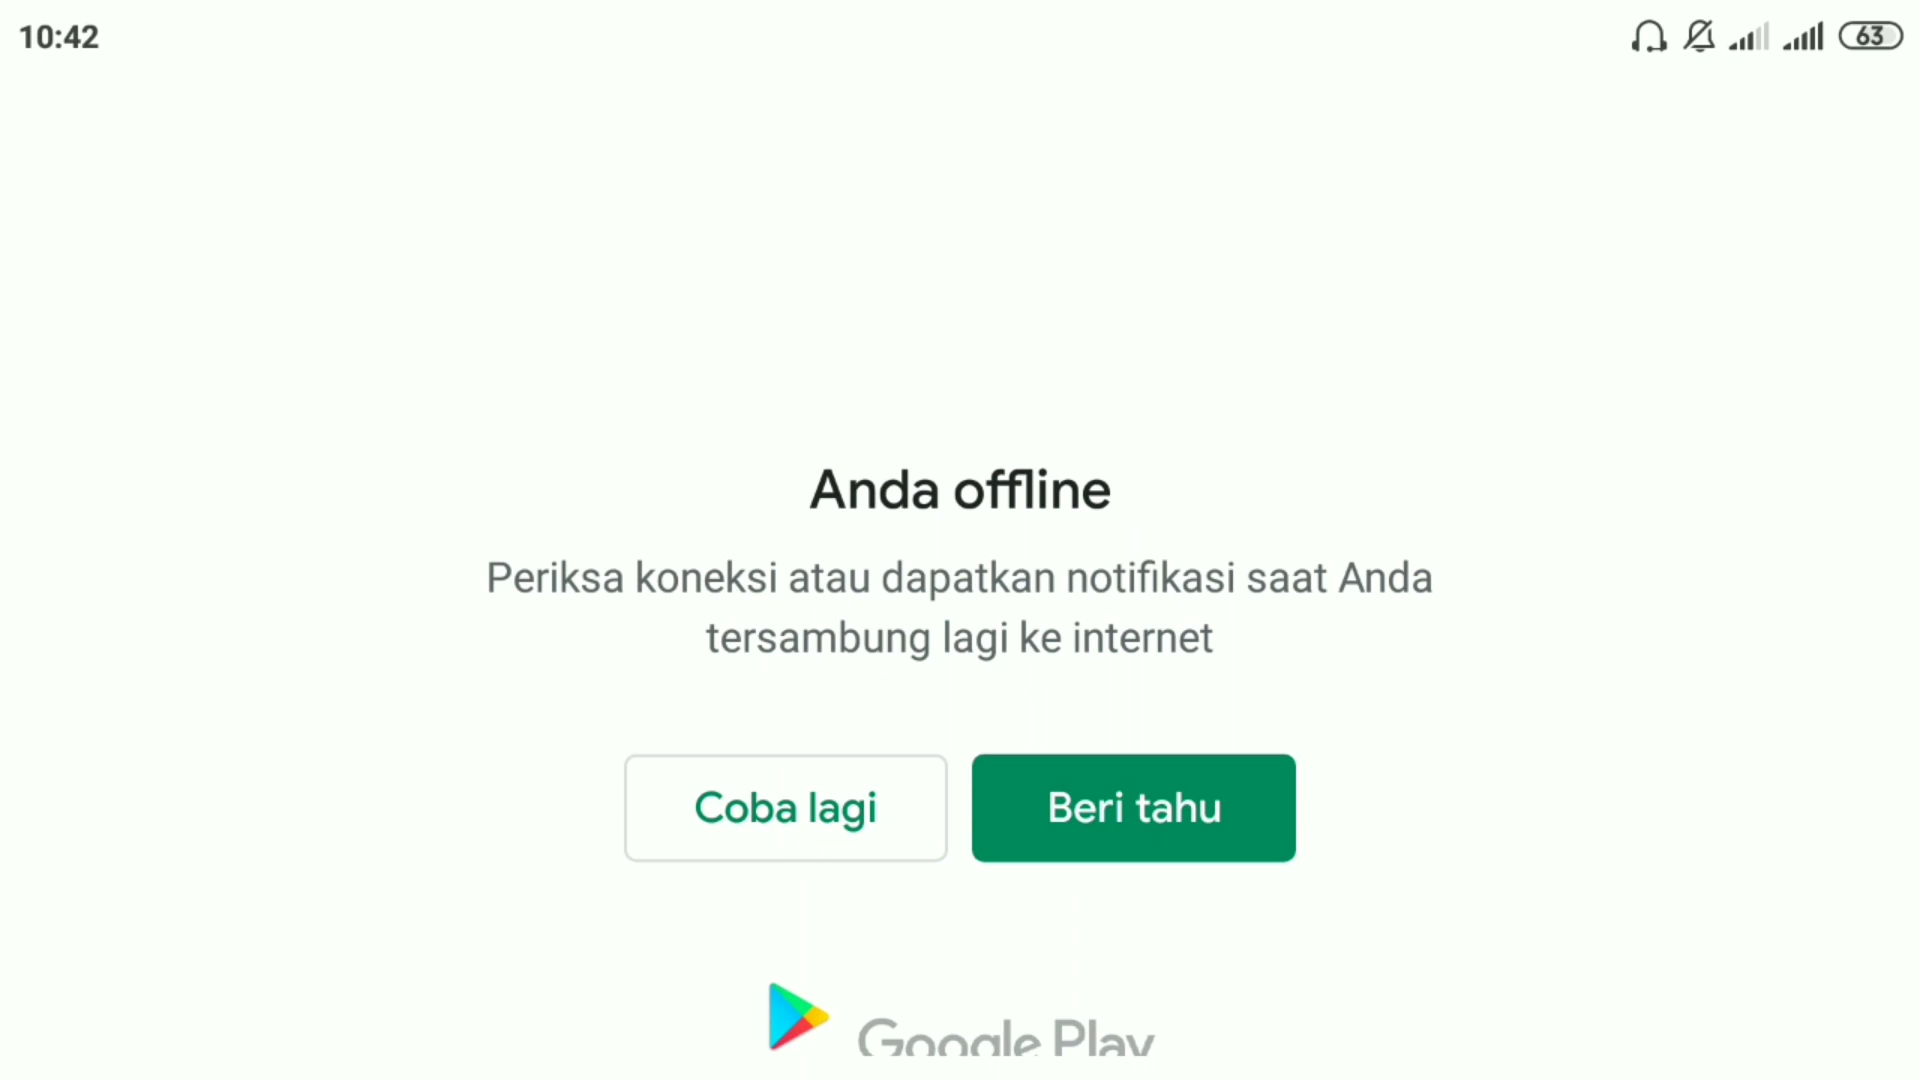 10:42
63
Anda offline
Periksa koneksi atau dapatkan notifikasi saat Anda
tersambung lagi ke internet
Coba lagi
Beri tahu
Google Play